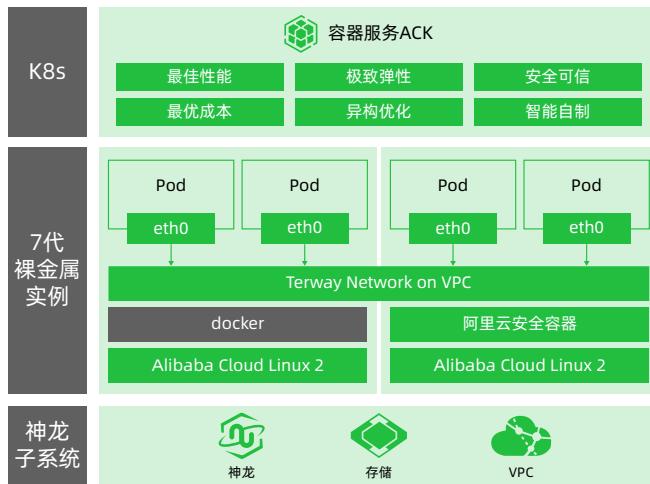 K8s
容器服务ACK
最佳性能
极致弹性
安全可信
最优成本
异构优化
智能自制
7代
裸金属
实例
Pod
Pod
Pod
Pod
eth0
eth0
eth0
eth0
Terway Network on VPC
docker
阿里云安全容器
Alibaba Cloud Linux 2
Alibaba Cloud Linux 2
神龙
子系统
神龙
存储
VPC